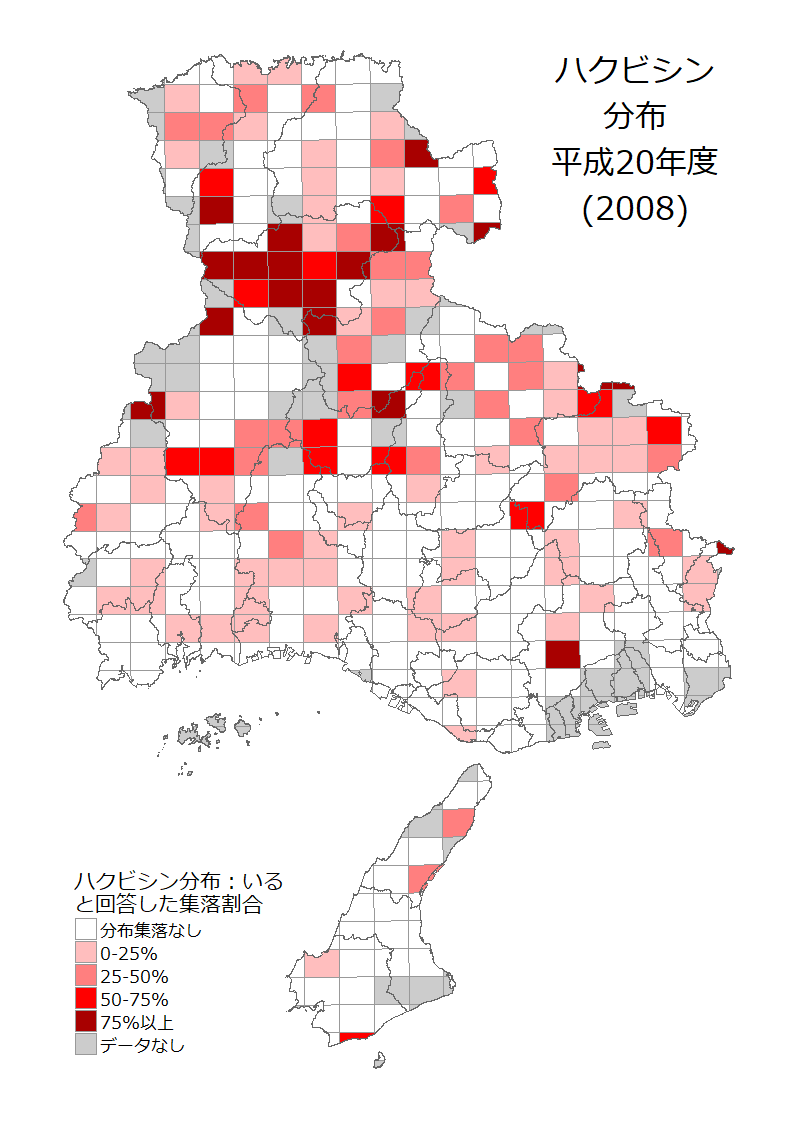 ハクビシン
分布
平成20年度
(2008)
ハクビシン分布：いる
と回答した集落割合
分布集落なし
0-25%
25-50%
50-75%
75%以上
データなし